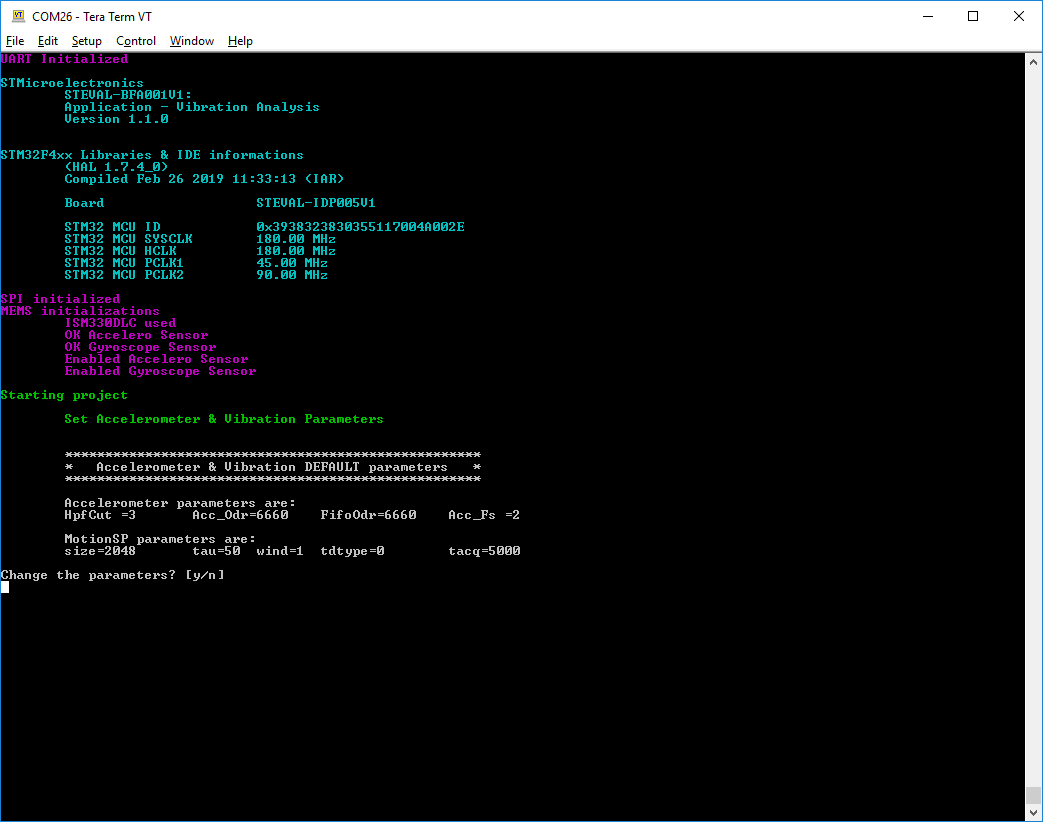 COM26 - Tera Term VT
File Edit Setup Control Window Help
UART Initialized
STMicroelectronics
STEVAL-BFA001V1:
Application - Vibration Analysis
Version 1.1.0
STM32F4xx Libraries & IDE informations
(HAL 1.7.4_0)
Compiled Feb 26 2019 11:33:13 (IAR)
Board STEVAL-IDP005V1
STM32 MCU ID 0x3938323830355117004A002E
STM32 MCU SYSCLK 180.00 MHz
STM32 MCU HCLK 180.00 MHz
STM32 MCU PCLK1 45.00 MHz
STM32 MCU PCLK2 90.00 MHz
SPI initialized
MEMS initializations
ISM330DLC used
OK Accelero Sensor
OK Gyroscope Sensor
Enabled Accelero Sensor
Enabled Gyroscope Sensor
Starting project
Set Accelerometer & Vibration Parameters
****************************************************
* Accelerometer & Vibration DEFAULT parameters *
****************************************************
Accelerometer parameters are:
HpfCut =3 Acc_Odr=6660 FifoOdr=6660 Acc_Fs =2
MotionSP parameters are:
size=2048 tau=50 wind=1 tdtype=0 tacq=5000
Change the parameters? [y/n]